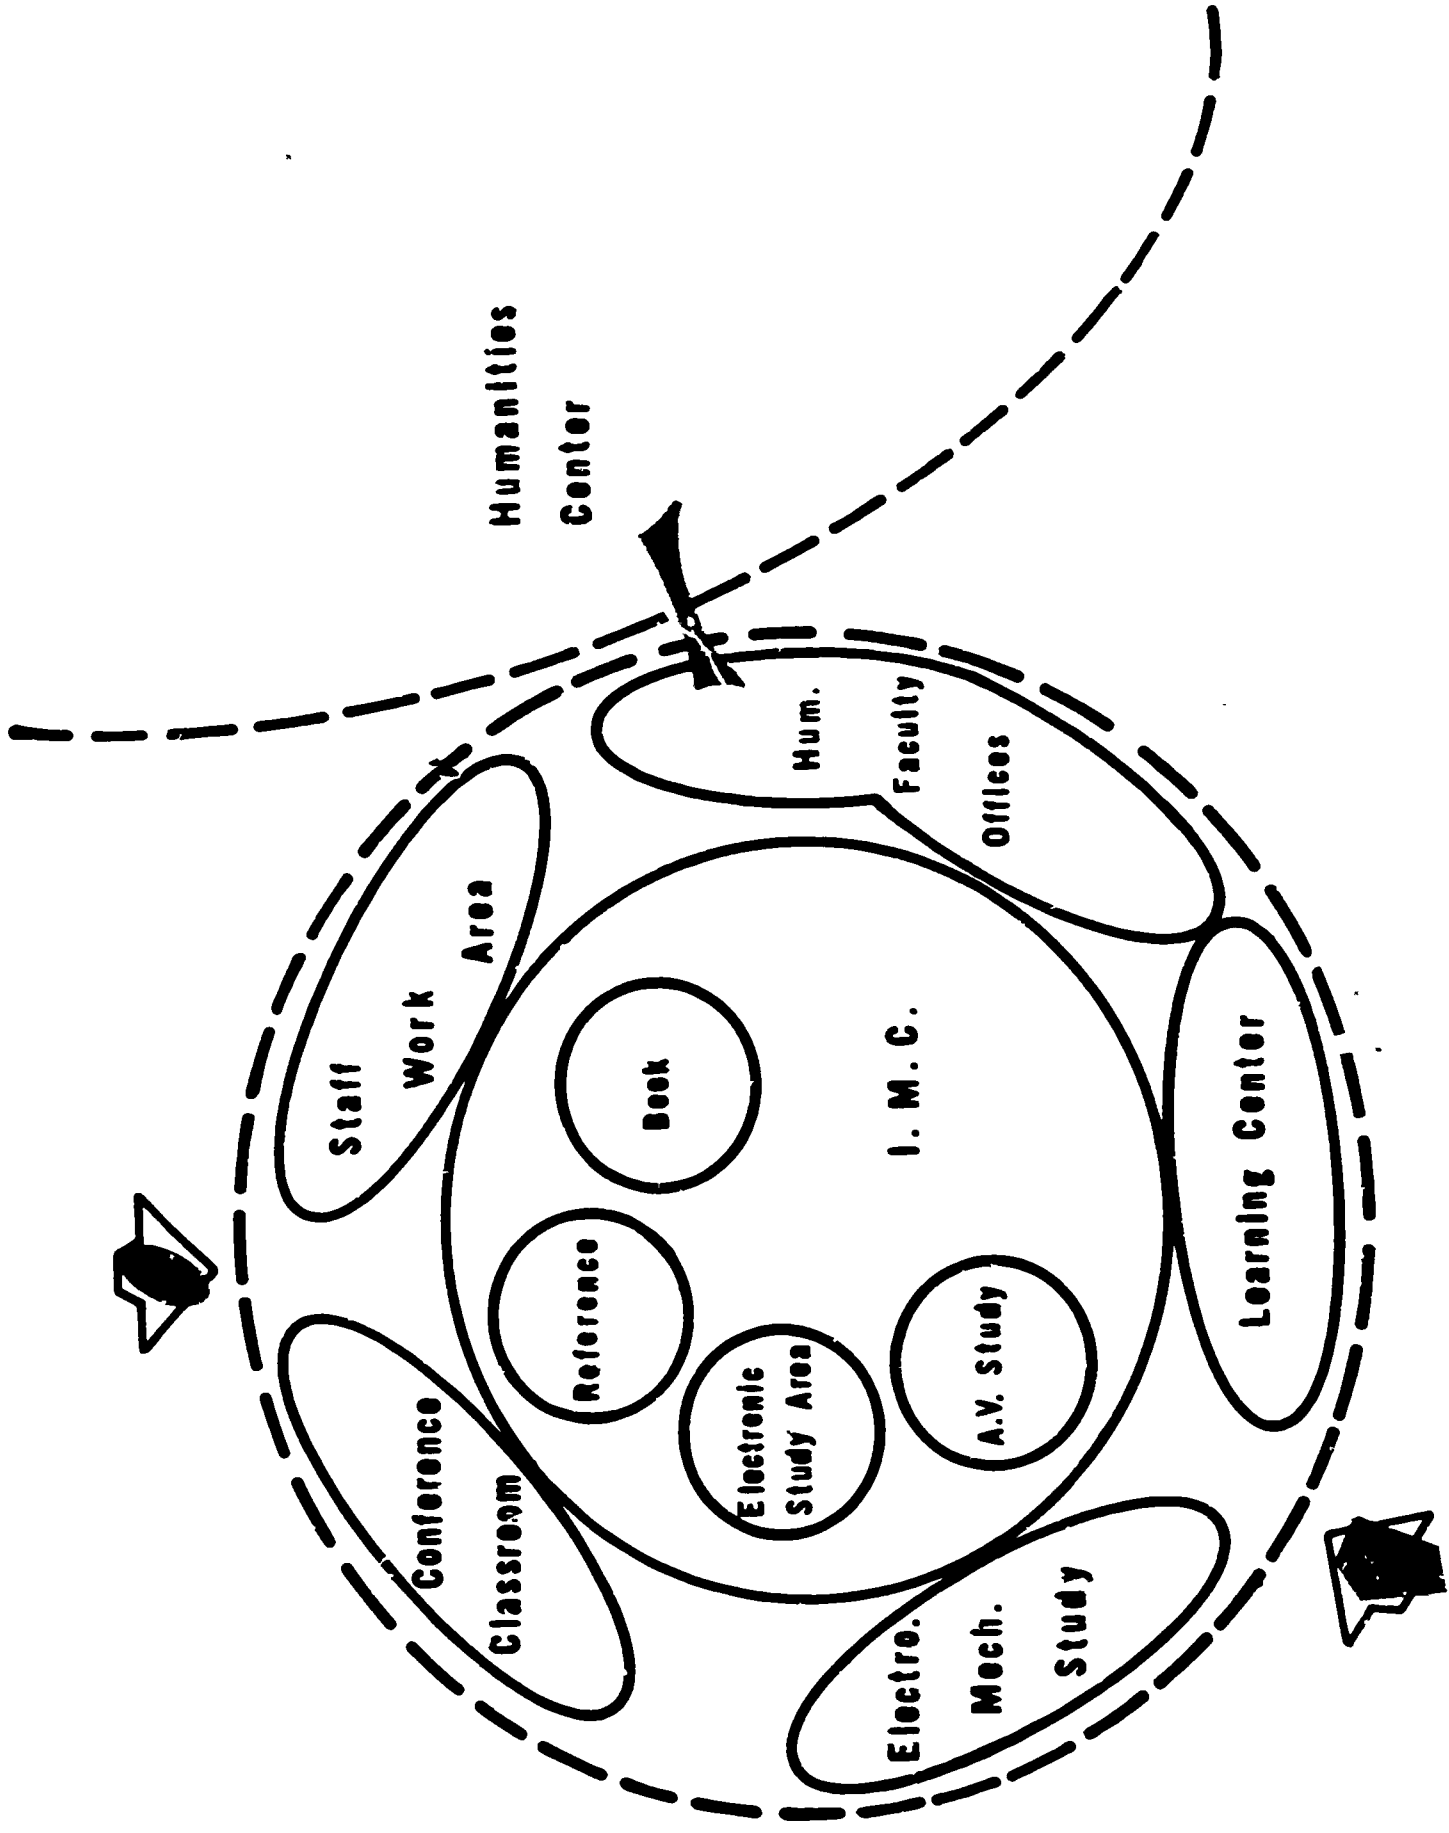 Humanities
Center
Staff
Work
Area
Hum.
Faculty
Offices
Book
I. M. C.
Reference
Conference
Classroom
Electronic
Study Area
A.V. Study
Learning Center
Electro.
Mech.
Study